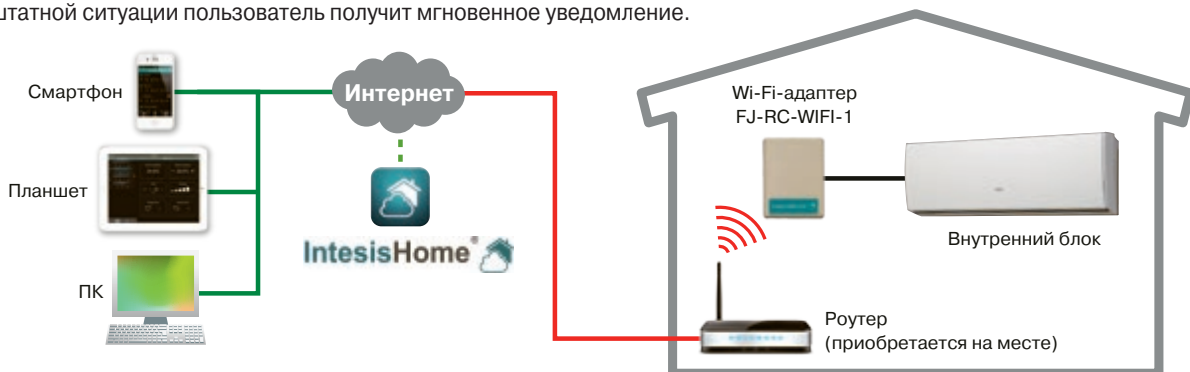 штатной ситуации пользователь получит мгновенное уведомление.
Смартфон
Интернет
Wi-Fi-адаптер
FJ-RC-WIFI-1
Планшет
IntesisHome®
Внутренний блок
ПК
Роутер
(приобретается на месте)